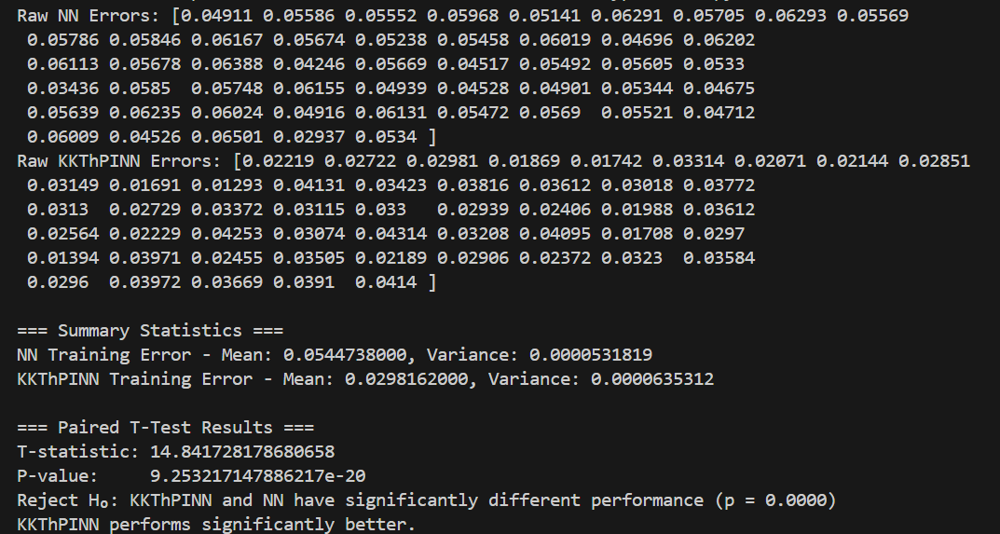 Raw NN Errors: [0.04911 0.05586 0.05552 0.05968 0.05141 0.06291 0.05705 0.06293 0.05569
0.05786 0.05846 0.06167 0.05674 0.05238 0.05458 0.06019 0.04696 0.06202
0.06113 0.05678 0.06388 0.04246 0.05669 0.04517 0.05492 0.05605 0.0533
0.03436 0.0585  0.05748 0.06155 0.04939 0.04528 0.04901 0.05344 0.04675
0.05639 0.06235 0.06024 0.04916 0.06131 0.05472 0.0569  0.05521 0.04712
0.06009 0.04526 0.06501 0.02937 0.0534 ]
Raw KKThPINN Errors: [0.02219 0.02722 0.02981 0.01869 0.01742 0.03314 0.02071 0.02144 0.02851
0.03149 0.01691 0.01293 0.04131 0.03423 0.03816 0.03612 0.03018 0.03772
0.0313  0.02729 0.03372 0.03115 0.033   0.02939 0.02406 0.01988 0.03612
0.02564 0.02229 0.04253 0.03074 0.04314 0.03208 0.04095 0.01708 0.0297
0.01394 0.03971 0.02455 0.03505 0.02189 0.02906 0.02372 0.0323  0.03584
0.0296  0.03972 0.03669 0.0391  0.0414 ]
=== Summary Statistics ===
NN Training Error - Mean: 0.0544738000, Variance: 0.0000531819
KKThPINN Training Error - Mean: 0.0298162000, Variance: 0.0000635312
=== Paired T-Test Results ===
T-statistic: 14.841728178680658
P-value:     9.253217147886217e-20
Reject H₀: KKThPINN and NN have significantly different performance (p = 0.0000)
KKThPINN performs significantly better.